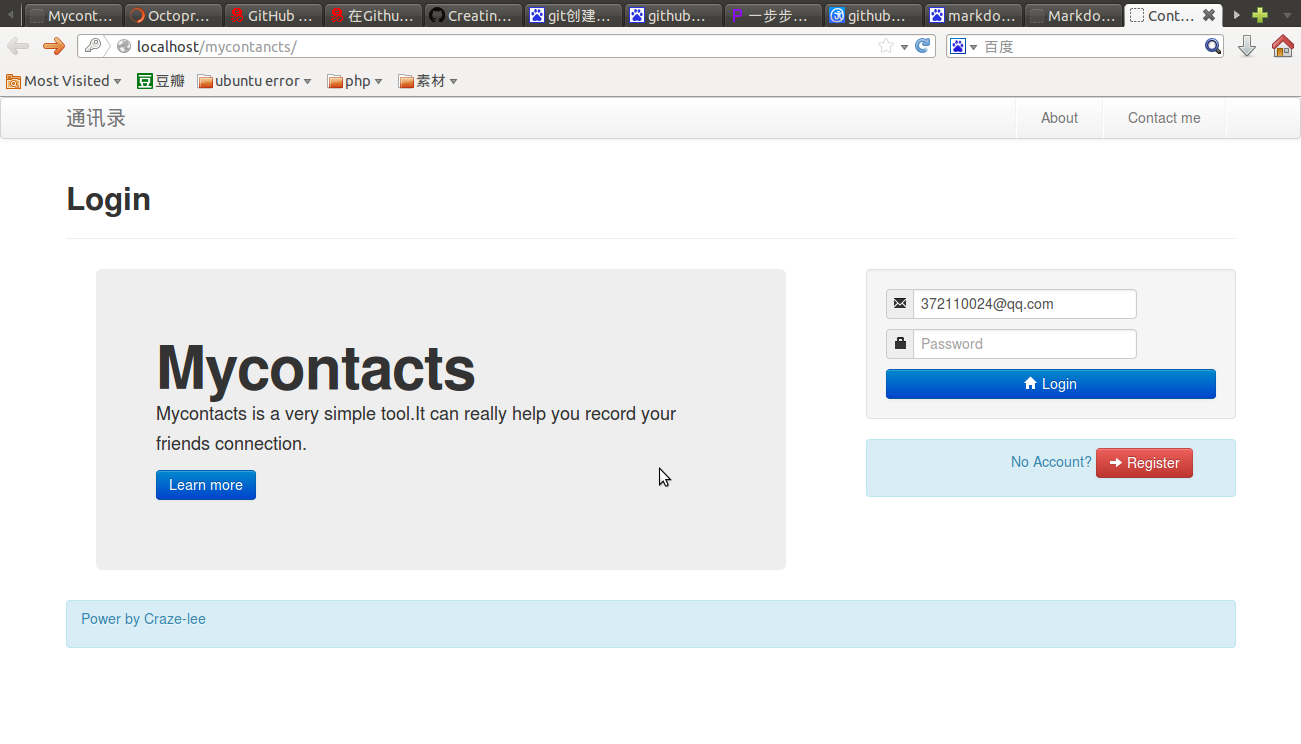 Mycont... Octopr... GitHub ... 在Githu... Creatin... git创建... github... 一步步... github... markdo... Markdo... Cont...
localhost/mycontancts/ 百度
Most Visited 豆瓣 ubuntu error php 素材
通讯录 About Contact me
Login
Mycontacts
Mycontacts is a very simple tool.It can really help you record your
friends connection.
Learn more
372110024@qq.com
Password
Login
No Account? Register
Power by Craze-lee